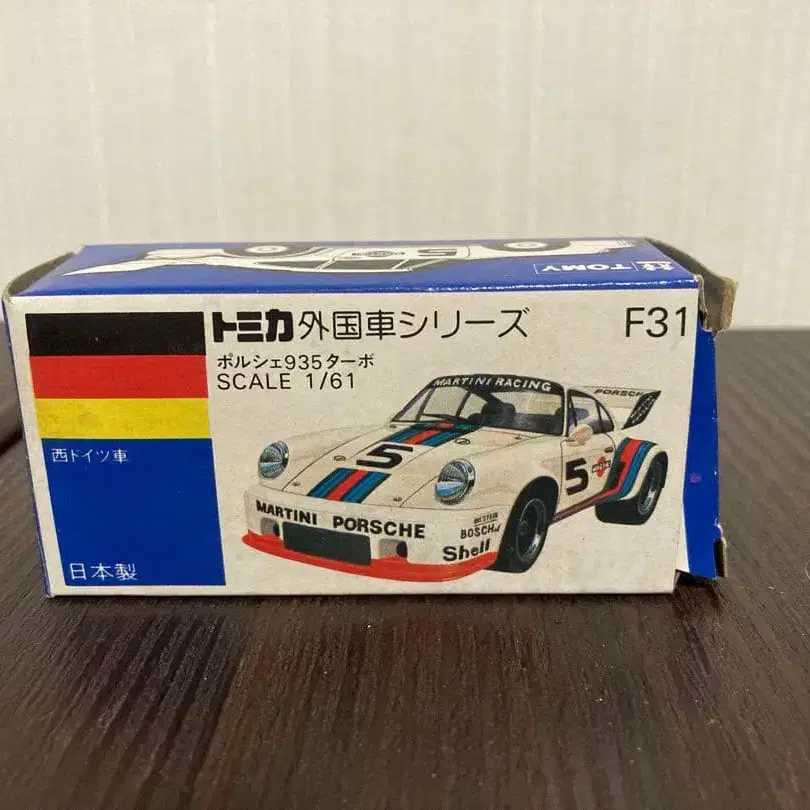 TOMY
トミカ外国車シリーズ
F31
ポルシェ935ターボ
SCALE 1/61
西ドイツ車
日本製
MARTINI RACING
PORSCHE
5
5
MARTINI PORSCHE
BOSCH
Shell
5